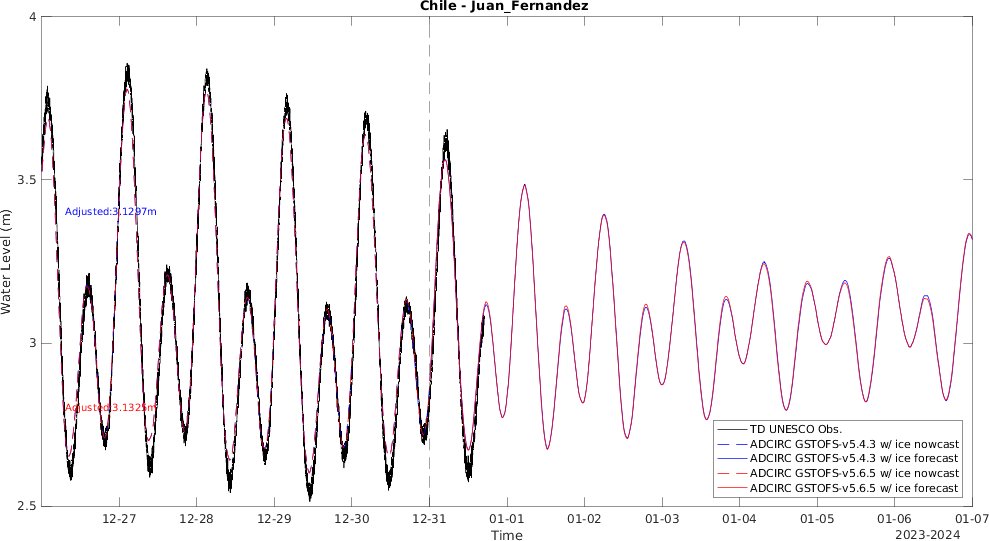 Chile - Juan_Fernandez
Water Level (m)
4
3.5
3
2.5
Adjusted:3.1297m
Adjusted:3.1325m
TD UNESCO Obs.
ADCIRC GSTOFS-v5.4.3 w/ ice nowcast
ADCIRC GSTOFS-v5.4.3 w/ ice forecast
ADCIRC GSTOFS-v5.6.5 w/ ice nowcast
ADCIRC GSTOFS-v5.6.5 w/ ice forecast
12-27 12-28 12-29 12-30 12-31 01-01 01-02 01-03 01-04 01-05 01-06 01-07
Time
2023-2024